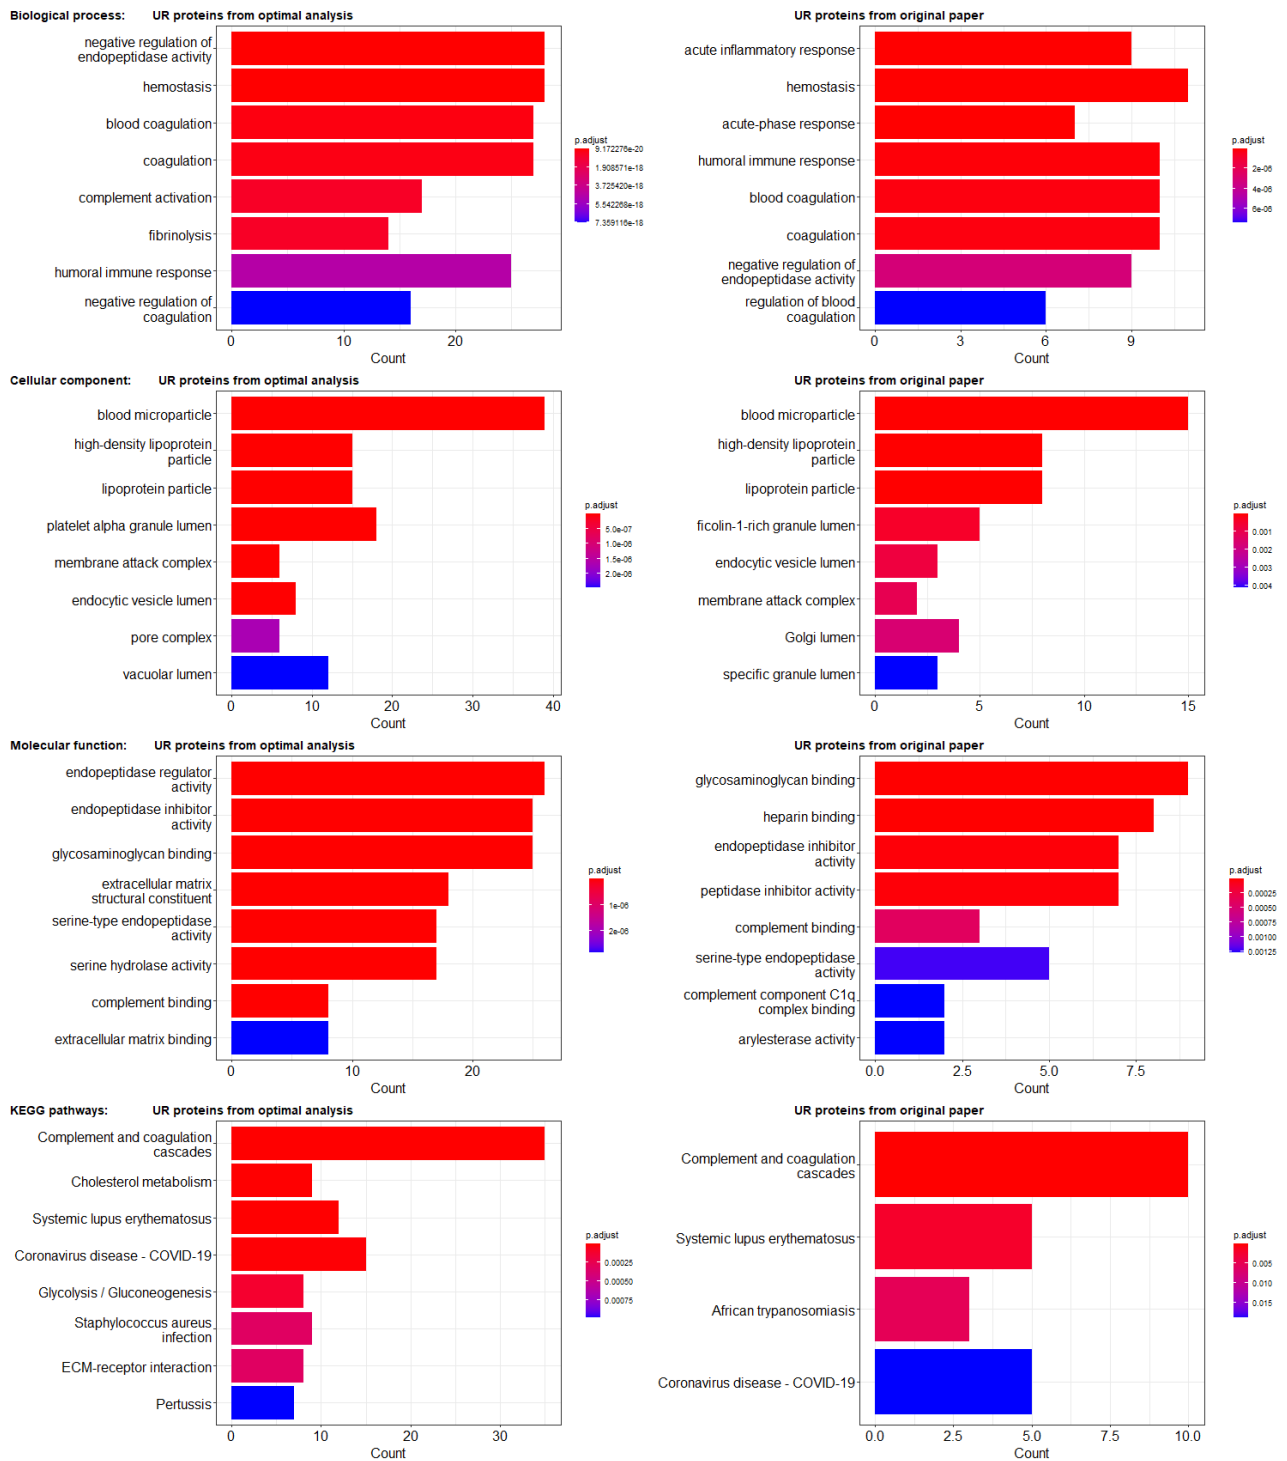 Biological process: UR proteins from optimal analysis
negative regulation of
endopeptidase activity
hemostasis
blood coagulation
coagulation
complement activation
fibrinolysis
humoral immune response
negative regulation of
coagulation
0 10 20
Count
p.adjust
9.172276e-20
1.908571e-18
3.725420e-18
5.542268e-18
7.359116e-18
UR proteins from original paper
acute inflammatory response
hemostasis
acute-phase response
humoral immune response
blood coagulation
coagulation
negative regulation of
endopeptidase activity
regulation of blood
coagulation
0 3 6 9
Count
p.adjust
2e-06
4e-06
6e-06
Cellular component: UR proteins from optimal analysis
blood microparticle
high-density lipoprotein
particle
lipoprotein particle
platelet alpha granule lumen
membrane attack complex
endocytic vesicle lumen
pore complex
vacuolar lumen
0 10 20 30 40
Count
p.adjust
5.0e-07
1.0e-06
1.5e-06
2.0e-06
UR proteins from original paper
blood microparticle
high-density lipoprotein
particle
lipoprotein particle
ficolin-1-rich granule lumen
endocytic vesicle lumen
membrane attack complex
Golgi lumen
specific granule lumen
0 5 10 15
Count
p.adjust
0.001
0.002
0.003
0.004
Molecular function: UR proteins from optimal analysis
endopeptidase regulator
activity
endopeptidase inhibitor
activity
glycosaminoglycan binding
extracellular matrix
structural constituent
serine-type endopeptidase
activity
serine hydrolase activity
complement binding
extracellular matrix binding
0 10 20
Count
p.adjust
1e-06
2e-06
UR proteins from original paper
glycosaminoglycan binding
heparin binding
endopeptidase inhibitor
activity
peptidase inhibitor activity
complement binding
serine-type endopeptidase
activity
complement component C1q
complex binding
arylesterase activity
0.0 2.5 5.0 7.5
Count
p.adjust
0.00025
0.00050
0.00075
0.00100
0.00125
KEGG pathways: UR proteins from optimal analysis
Complement and coagulation
cascades
Cholesterol metabolism
Systemic lupus erythematosus
Coronavirus disease - COVID-19
Glycolysis / Gluconeogenesis
Staphylococcus aureus
infection
ECM-receptor interaction
Pertussis
0 10 20 30
Count
p.adjust
0.00025
0.00050
0.00075
UR proteins from original paper
Complement and coagulation
cascades
Systemic lupus erythematosus
African trypanosomiasis
Coronavirus disease - COVID-19
0.0 2.5 5.0 7.5 10.0
Count
p.adjust
0.005
0.010
0.015